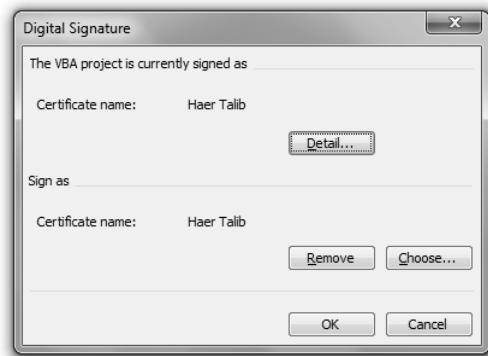 Digital Signature
The VBA project is currently signed as
Certificate name: Haer Talib
Detail...
Sign as
Certificate name: Haer Talib
Remove Choose...
OK Cancel